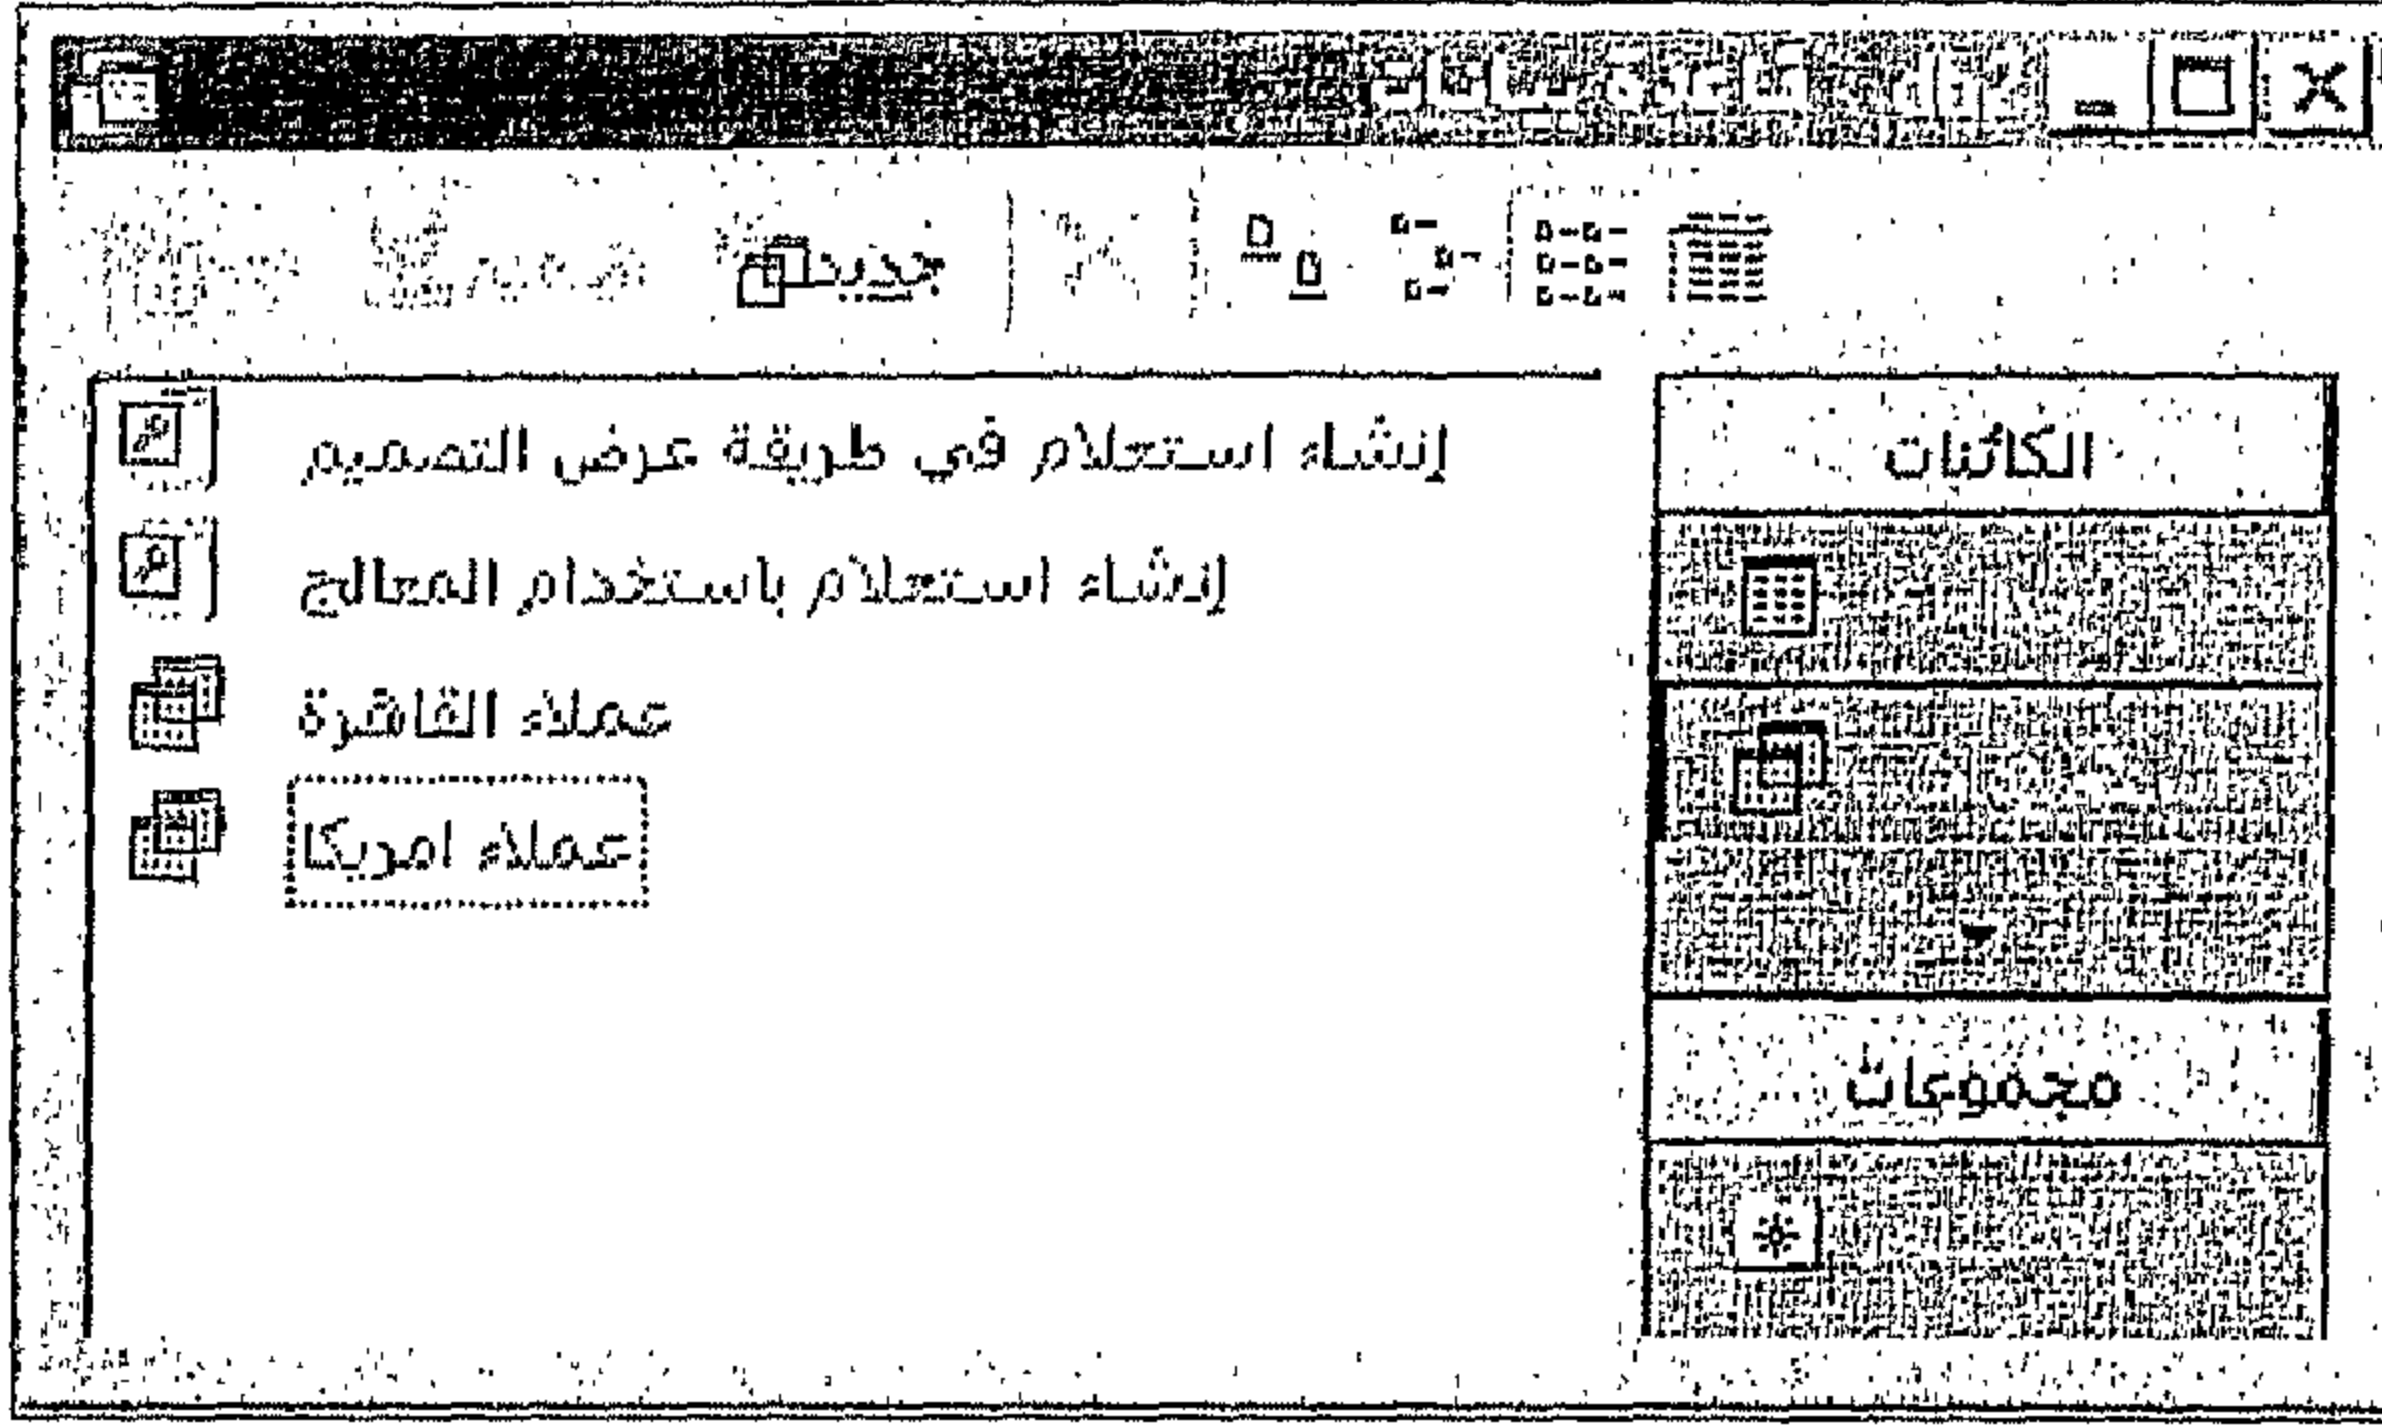 جديد
الكائنات
إنشاء استعلام في طريقة عرض التصميم
إنشاء استعلام باستخدام المعالج
عملاء القاهرة
عملاء امريكا
مجموعات